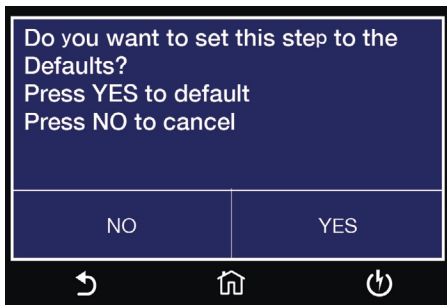 Do you want to set this step to the
Defaults?
Press YES to default
Press NO to cancel
NO
YES